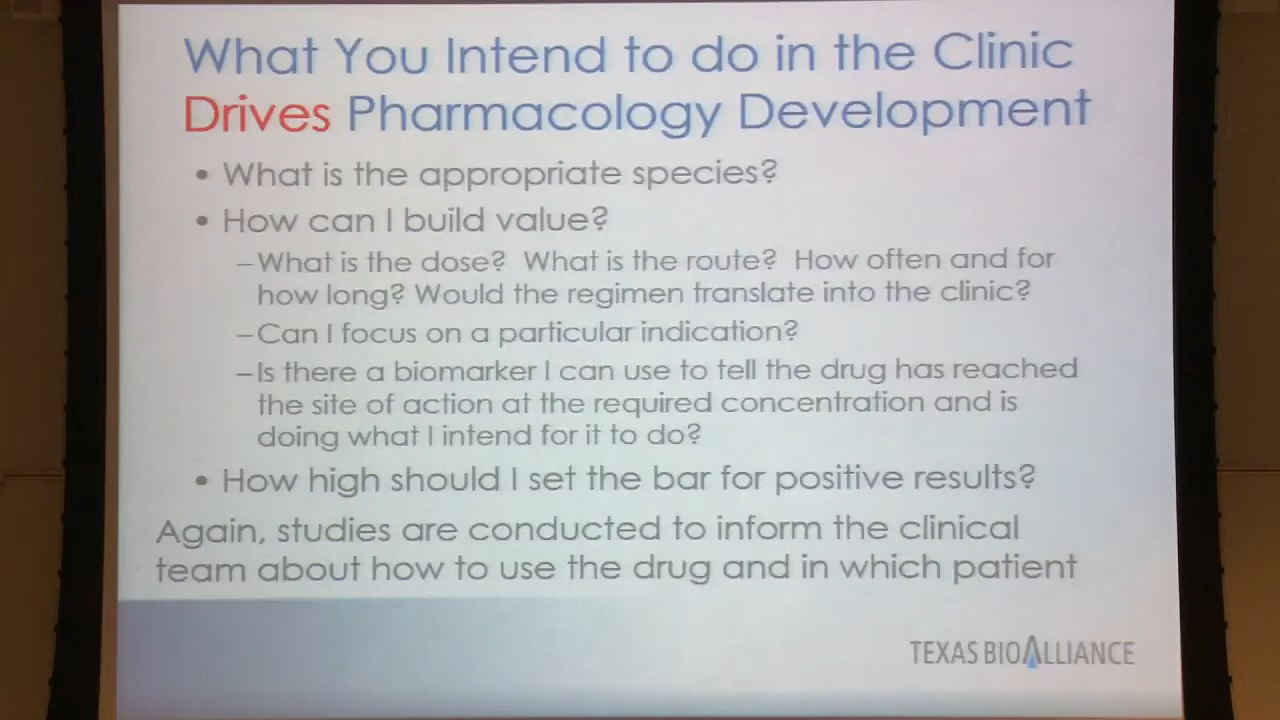 What You Intend to do in the Clinic
Drives Pharmacology Development
• What is the appropriate species?
• How can I build value?
– What is the dose? What is the route? How often and for
how long? Would the regimen translate into the clinic?
– Can I focus on a particular indication?
– Is there a biomarker I can use to tell the drug has reached
the site of action at the required concentration and is
doing what I intend for it to do?
• How high should I set the bar for positive results?
Again, studies are conducted to inform the clinical
team about how to use the drug and in which patient
TEXAS BIOALLIANCE